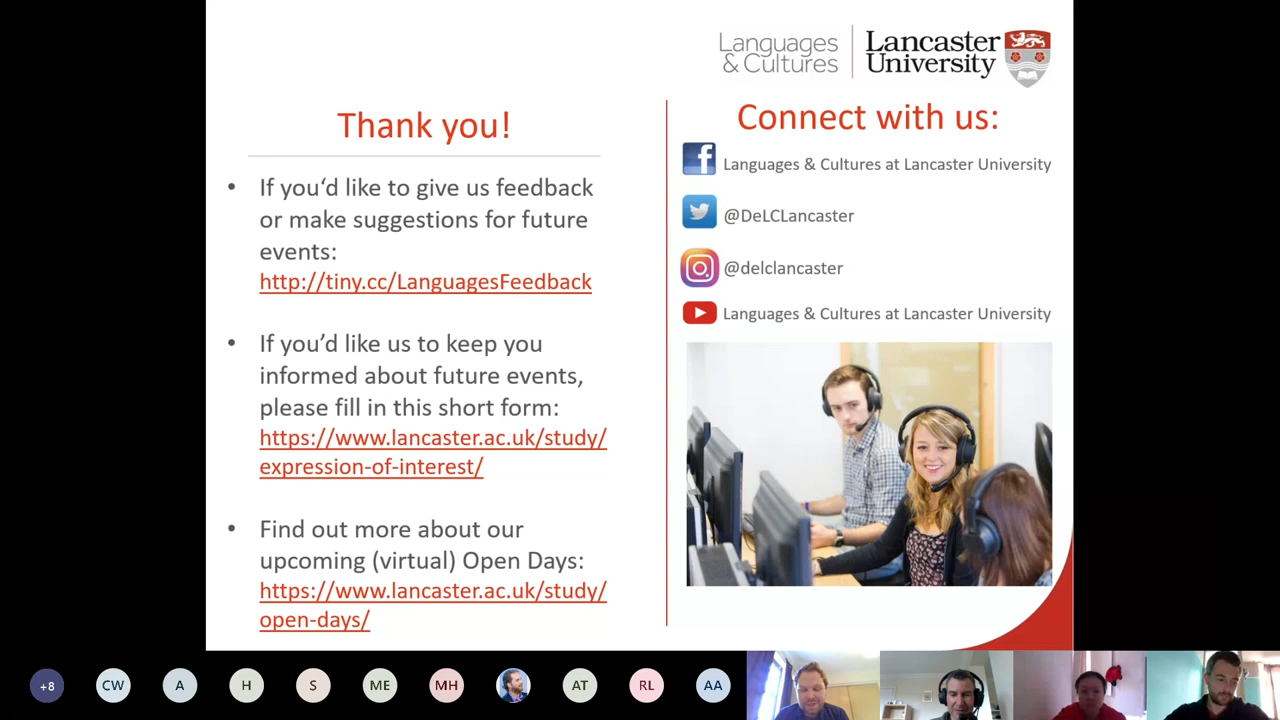 Languages
& Cultures
Lancaster
University
Thank you!
• If you‘d like to give us feedback
or make suggestions for future
events:
http://tiny.cc/LanguagesFeedback
• If you’d like us to keep you
informed about future events,
please fill in this short form:
https://www.lancaster.ac.uk/study/
expression-of-interest/
• Find out more about our
upcoming (virtual) Open Days:
https://www.lancaster.ac.uk/study/
open-days/
Connect with us:
Languages & Cultures at Lancaster University
@DeLCLancaster
@delclancaster
Languages & Cultures at Lancaster University
+8 CW A H S ME MH AT RL AA